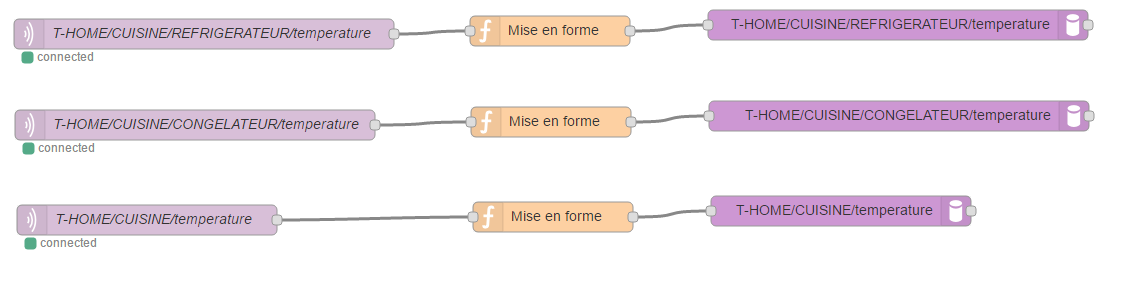 T-HOME/CUISINE/REFRIGERATEUR/temperature
Mise en forme
T-HOME/CUISINE/REFRIGERATEUR/temperature
connected
T-HOME/CUISINE/CONGELATEUR/temperature
Mise en forme
T-HOME/CUISINE/CONGELATEUR/temperature
connected
T-HOME/CUISINE/temperature
Mise en forme
T-HOME/CUISINE/temperature
connected